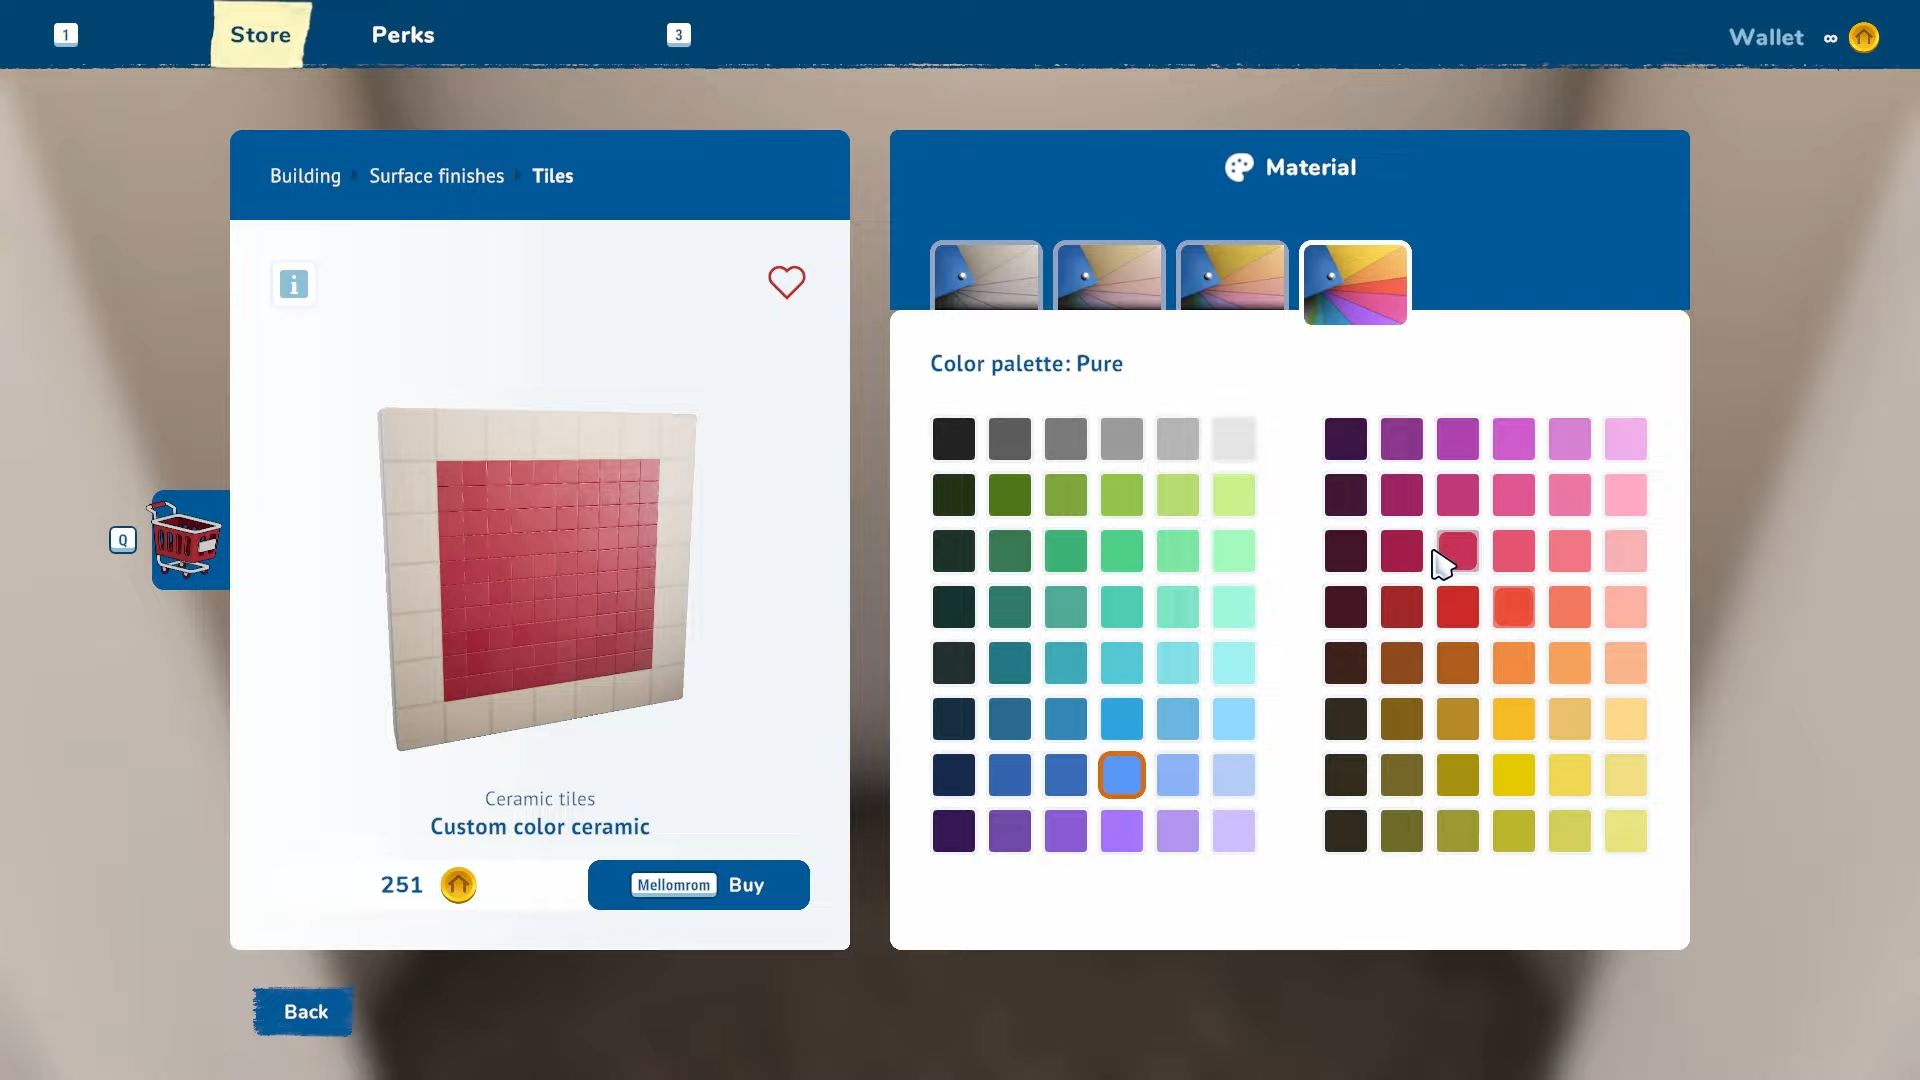 1
Store
Perks
3
Wallet ∞
Building
Surface finishes
Tiles
i
Material
Color palette: Pure
Q
Ceramic tiles
Custom color ceramic
251
Mellomrom
Buy
Back